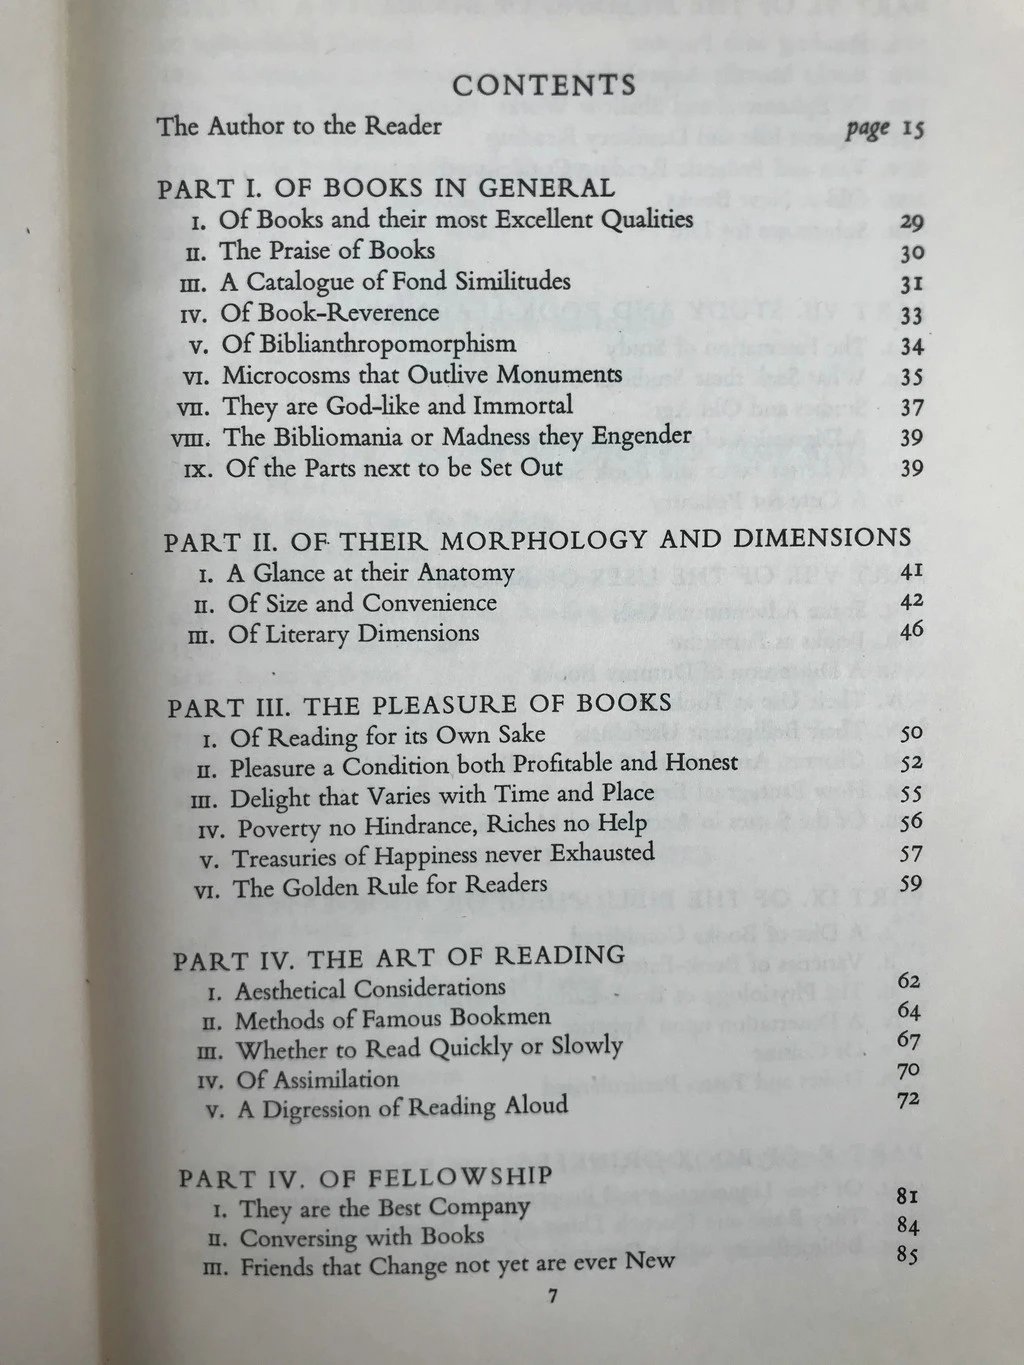 CONTENTS
The Author to the Reader page 15
PART I. OF BOOKS IN GENERAL
I. Of Books and their most Excellent Qualities 29
II. The Praise of Books 30
III. A Catalogue of Fond Similitudes 31
IV. Of Book-Reverence 33
V. Of Biblianthropomorphism 34
VI. Microcosms that Outlive Monuments 35
VII. They are God-like and Immortal 37
VIII. The Bibliomania or Madness they Engender 39
IX. Of the Parts next to be Set Out 39
PART II. OF THEIR MORPHOLOGY AND DIMENSIONS
I. A Glance at their Anatomy 41
II. Of Size and Convenience 42
III. Of Literary Dimensions 46
PART III. THE PLEASURE OF BOOKS
I. Of Reading for its Own Sake 50
II. Pleasure a Condition both Profitable and Honest 52
III. Delight that Varies with Time and Place 55
IV. Poverty no Hindrance, Riches no Help 56
V. Treasuries of Happiness never Exhausted 57
VI. The Golden Rule for Readers 59
PART IV. THE ART OF READING
I. Aesthetical Considerations 62
II. Methods of Famous Bookmen 64
III. Whether to Read Quickly or Slowly 67
IV. Of Assimilation 70
V. A Digression of Reading Aloud 72
PART IV. OF FELLOWSHIP
I. They are the Best Company 81
II. Conversing with Books 84
III. Friends that Change not yet are ever New 85
7